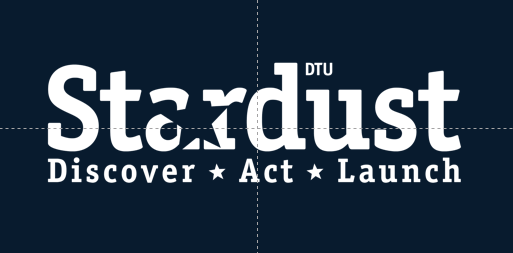 DTU
Stardust
Discover ★ Act ★ Launch